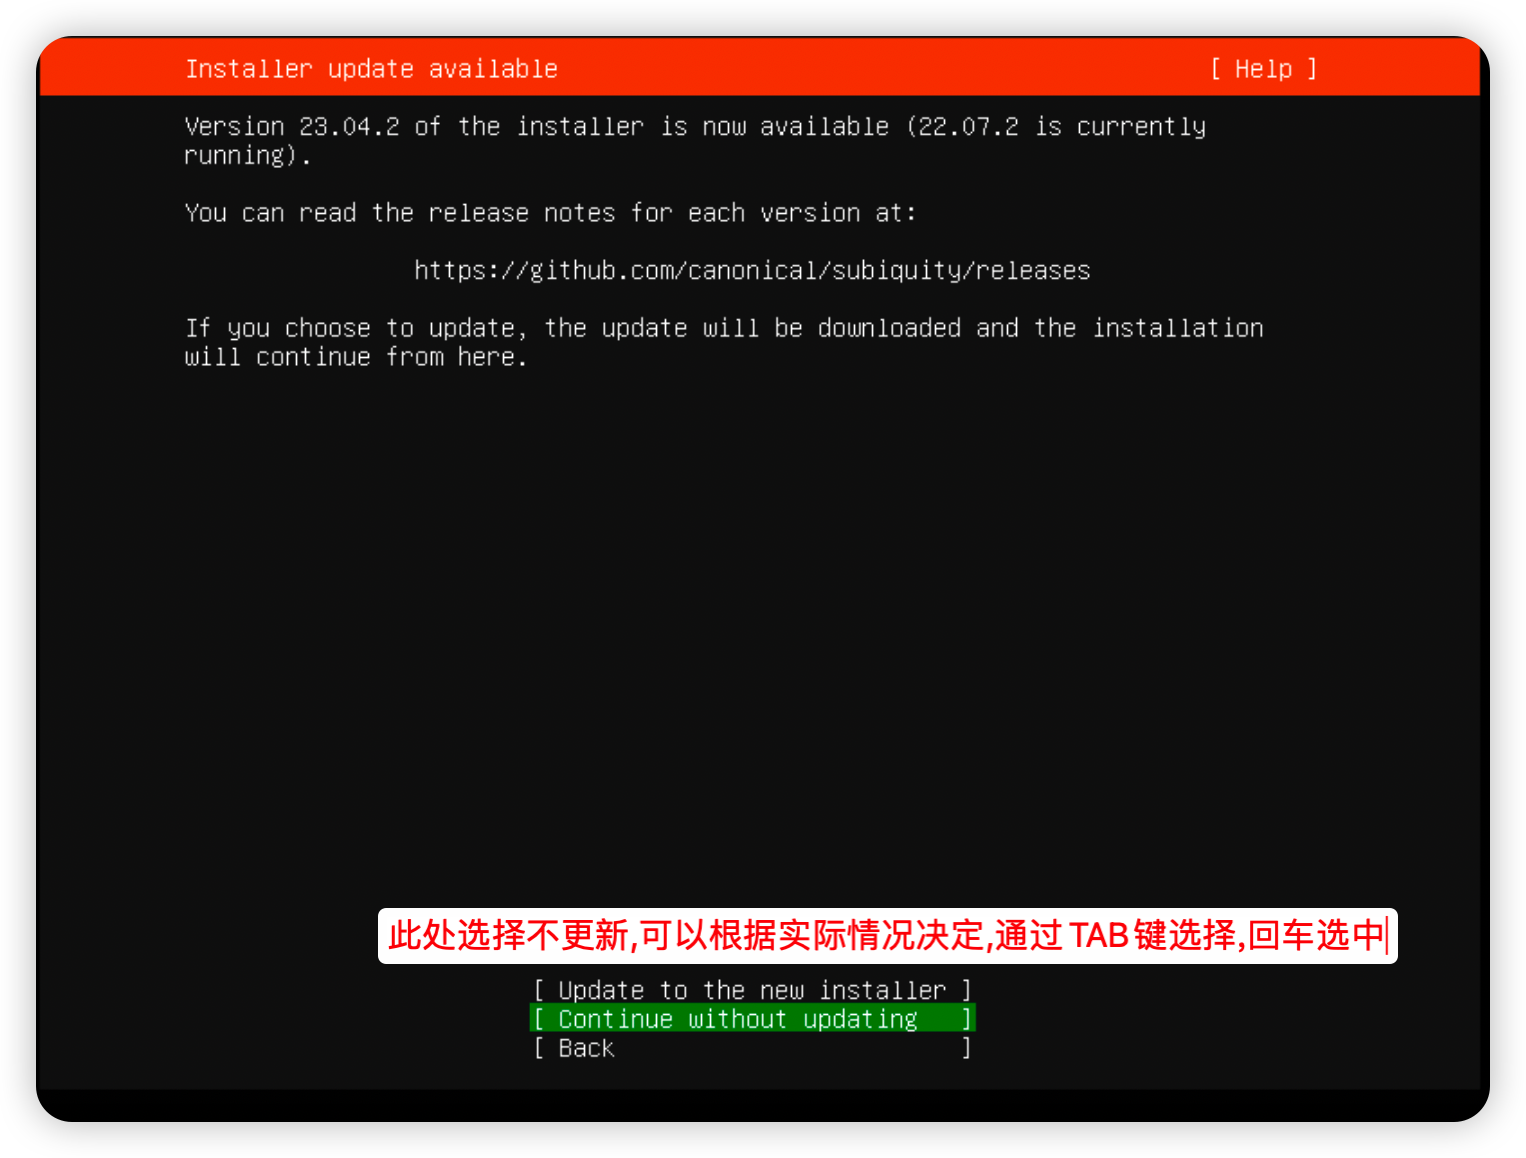 Installer update available [ Help ]
Version 23.04.2 of the installer is now available (22.07.2 is currently
running).
You can read the release notes for each version at:
https://github.com/canonical/subiquity/releases
If you choose to update, the update will be downloaded and the installation
will continue from here.
此处选择不更新,可以根据实际情况决定,通过TAB键选择,回车选中
[ Update to the new installer ]
[ Continue without updating ]
[ Back ]